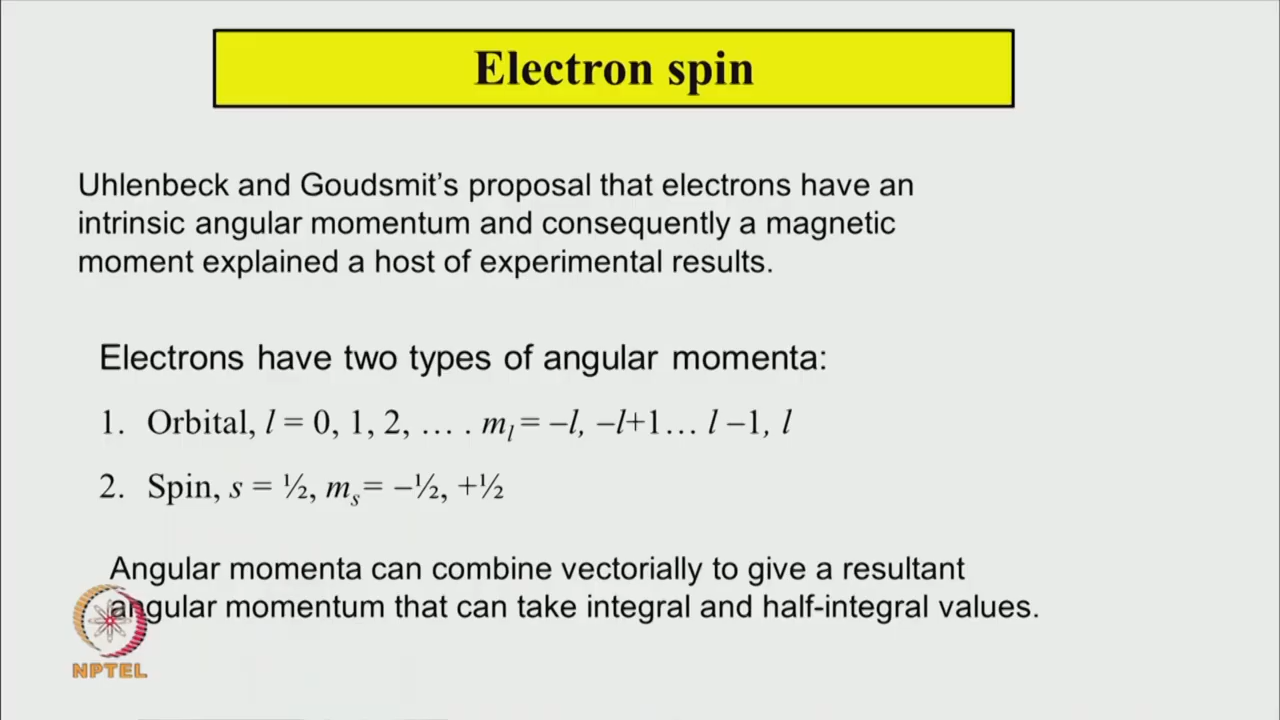 Electron spin
Uhlenbeck and Goudsmit’s proposal that electrons have an
intrinsic angular momentum and consequently a magnetic
moment explained a host of experimental results.
Electrons have two types of angular momenta:
1. Orbital, l = 0, 1, 2, … . mₗ = –l, –l+1… l –1, l
2. Spin, s = ½, mₛ= –½, +½
Angular momenta can combine vectorially to give a resultant
angular momentum that can take integral and half-integral values.
NPTEL